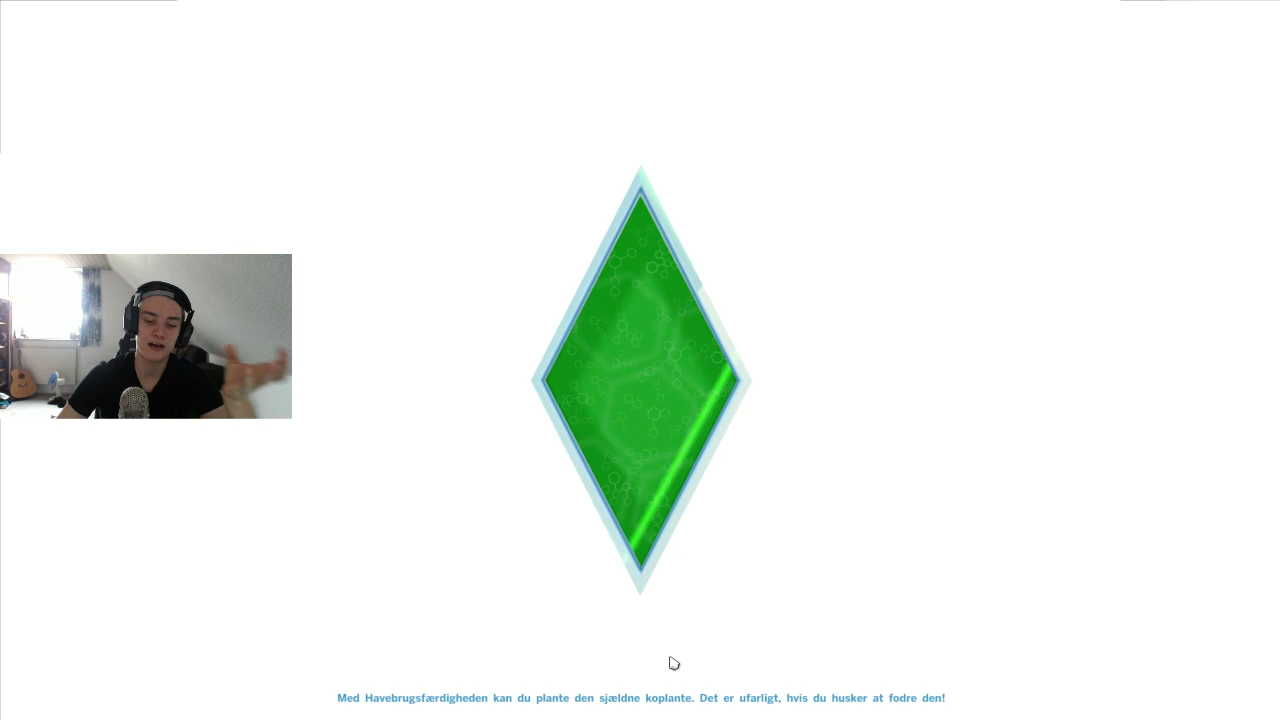 Med Havebrugsfærdigheden kan du plante den sjældne koplante. Det er ufarligt, hvis du husker at fodre den!